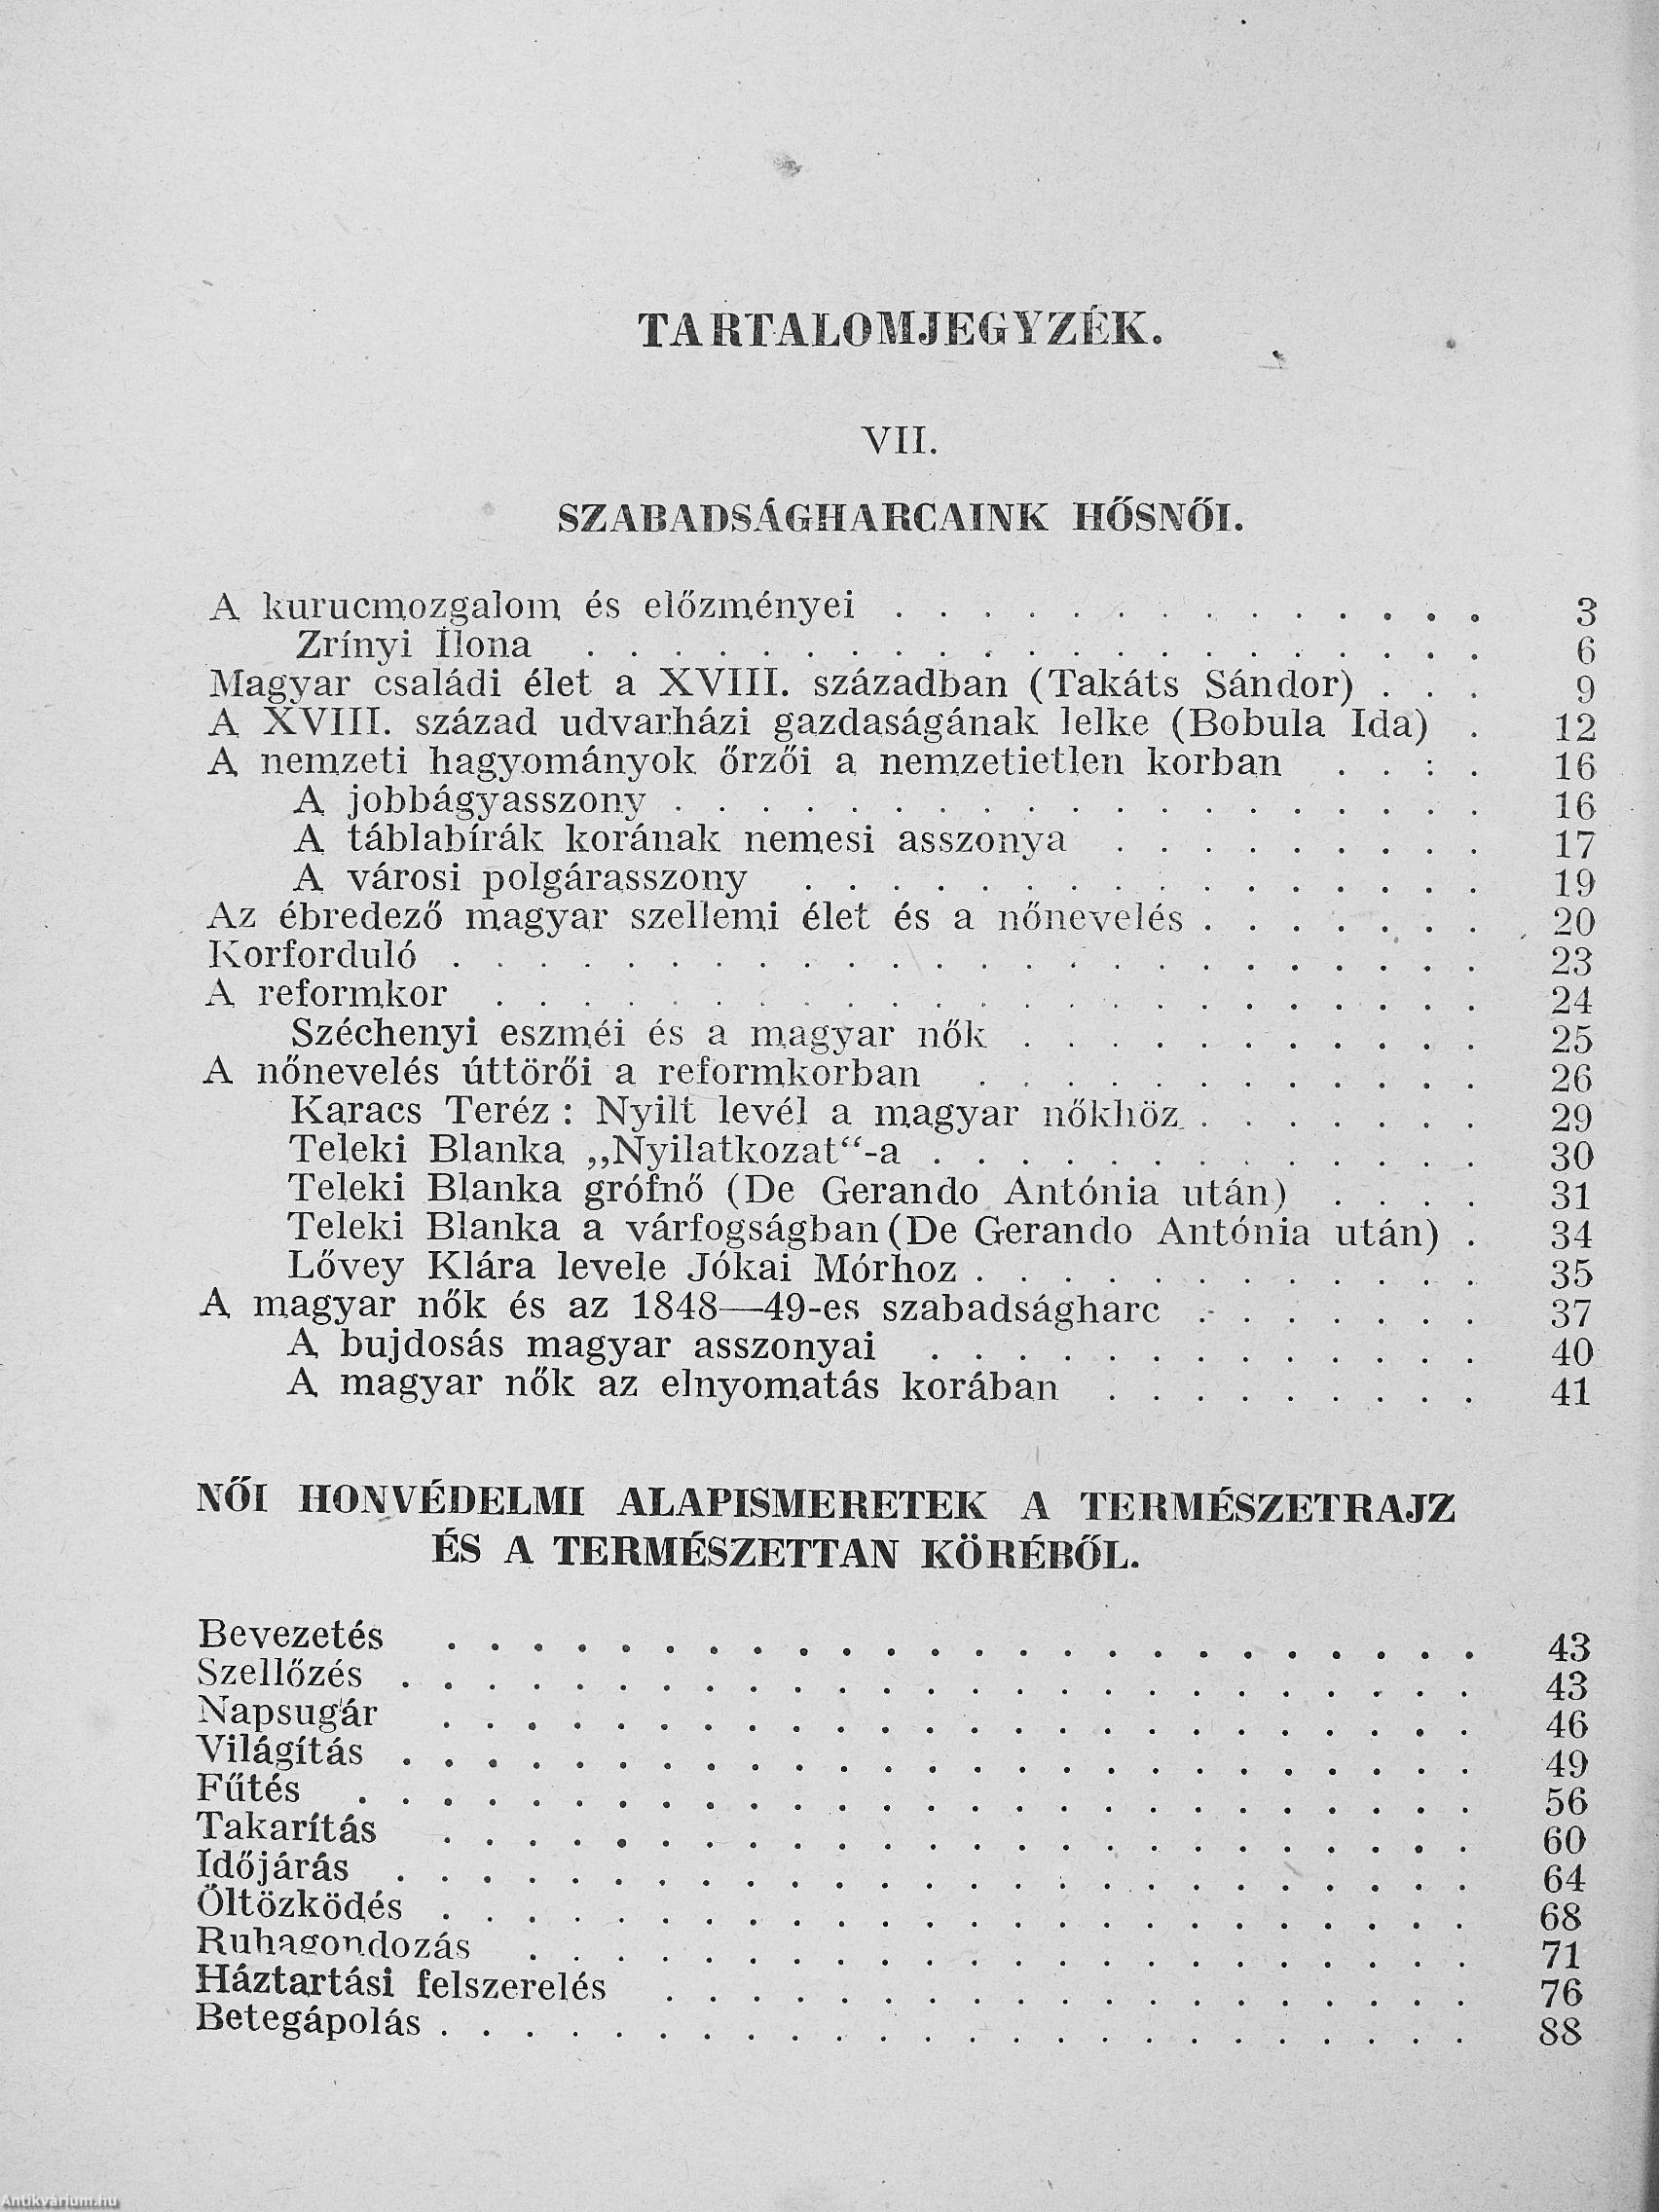 TARTALOMJEGYZÉK.
VII.
SZABADSÁGHARCAINK HŐSNŐI.
A kurucmozgalom és előzményei . . . . . . . . . . . . . . 3
Zrínyi Ilona . . . . . . . . . . . . . . . . . . . . . 6
Magyar családi élet a XVIII. században (Takáts Sándor) . . . 9
A XVIII. század udvarházi gazdaságának lelke (Bobula Ida) . 12
A nemzeti hagyományok őrzői a nemzetietlen korban . . : . 16
A jobbágyasszony . . . . . . . . . . . . . . . . . . . 16
A táblabírák korának nemesi asszonya . . . . . . . . . 17
A városi polgárasszony . . . . . . . . . . . . . . . . 19
Az ébredező magyar szellemi élet és a nőnevelés . . . . . . . 20
Korforduló . . . . . . . . . . . . . . . . . . . . . . . . 23
A reformkor . . . . . . . . . . . . . . . . . . . . . . . 24
Széchenyi eszméi és a magyar nők . . . . . . . . . . . 25
A nőnevelés úttörői a reformkorban . . . . . . . . . . . . 26
Karacs Teréz : Nyilt levél a magyar nőkhöz . . . . . . . 29
Teleki Blanka „Nyilatkozat“-a . . . . . . . . . . . . . 30
Teleki Blanka grófnő (De Gerando Antónia után) . . . . 31
Teleki Blanka a várfogságban (De Gerando Antónia után) . 34
Lővey Klára levele Jókai Mórhoz . . . . . . . . . . . . 35
A magyar nők és az 1848—49-es szabadságharc . . . . . . . 37
A bujdosás magyar asszonyai . . . . . . . . . . . . . 40
A magyar nők az elnyomatás korában . . . . . . . . . 41
NŐI HONVÉDELMI ALAPISMERETEK A TERMÉSZETRAJZ
ÉS A TERMÉSZETTAN KÖRÉBŐL.
Bevezetés . . . . . . . . . . . . . . . . . . . . . . . . 43
Szellőzés . . . . . . . . . . . . . . . . . . . . . . . . . 43
Napsugár . . . . . . . . . . . . . . . . . . . . . . . . 46
Világítás . . . . . . . . . . . . . . . . . . . . . . . . . 49
Fűtés . . . . . . . . . . . . . . . . . . . . . . . . . . 56
Takarítás . . . . . . . . . . . . . . . . . . . . . . . . 60
Időjárás . . . . . . . . . . . . . . . . . . . . . . . . . 64
Öltözködés . . . . . . . . . . . . . . . . . . . . . . . . 68
Ruhagondozás . . . . . . . . . . . . . . . . . . . . . . 71
Háztartási felszerelés . . . . . . . . . . . . . . . . . . . 76
Betegápolás . . . . . . . . . . . . . . . . . . . . . . . . 88
Antikvarium.hu